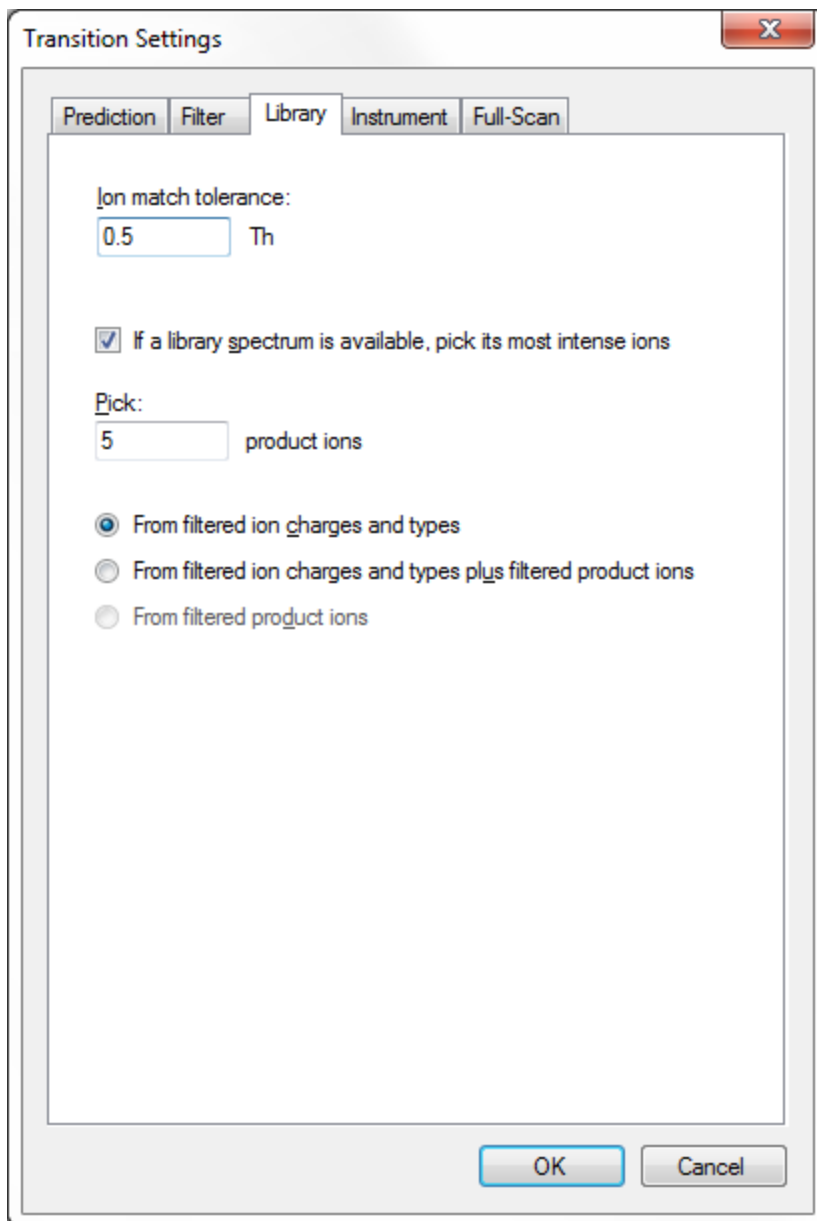 Transition Settings
Prediction Filter Library Instrument Full-Scan
Ion match tolerance:
0.5 Th
If a library spectrum is available, pick its most intense ions
Pick:
5 product ions
From filtered ion charges and types
From filtered ion charges and types plus filtered product ions
From filtered product ions
OK Cancel